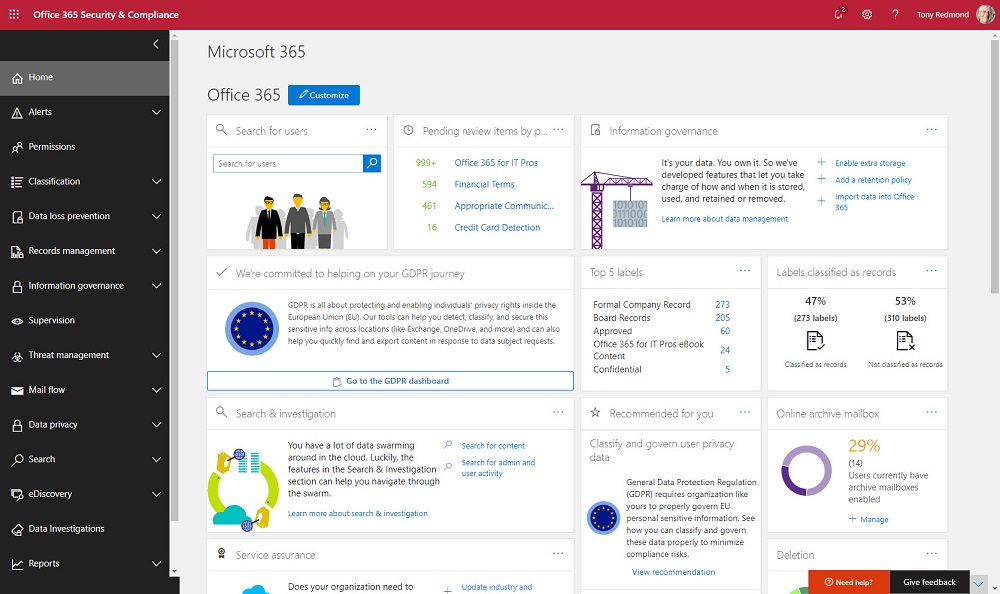 Office 365 Security & Compliance
2
?
Tony Redmond
Home
Alerts
Permissions
Classification
Data loss prevention
Records management
Information governance
Supervision
Threat management
Mail flow
Data privacy
Search
eDiscovery
Data Investigations
Reports
Microsoft 365
Office 365
Customize
Search for users
...
Search for users
Pending review items by p...
...
999+ Office 365 for IT Pros
594 Financial Terms
461 Appropriate Communic...
16 Credit Card Detection
Information governance
...
It's your data. You own it. So we've
developed features that let you take
charge of how and when it is stored,
used, and retained or removed.
Learn more about data management
Enable extra storage
Add a retention policy
Import data into Office
365
We're committed to helping on your GDPR journey
GDPR is all about protecting and enabling individuals' privacy rights inside the
European Union (EU). Our tools can help you detect, classify, and secure this
sensitive info across locations (like Exchange, OneDrive, and more) and can also
help you quickly find and export content in response to data subject requests.
Go to the GDPR dashboard
Top 5 labels
...
Formal Company Record 273
Board Records 205
Approved 60
Office 365 for IT Pros eBook
Content 24
Confidential 5
Labels classified as records
...
47% 53%
(273 labels) (310 labels)
Classified as records Not classified as records
Search & investigation
...
You have a lot of data swarming
around in the cloud. Luckily, the
features in the Search & Investigation
section can help you navigate through
the swarm.
Learn more about search & investigation
Search for content
Search for admin and
user activity
Recommended for you
...
Classify and govern user privacy
data
General Data Protection Regulation
(GDPR) requires organization like
yours to properly govern EU
personal sensitive information. See
how you can classify and govern
these data properly to minimize
compliance risks.
View recommendation
Online archive mailbox
...
29%
(14)
Users currently have
archive mailboxes
enabled
Manage
Service assurance
...
Does your organization need to
Update industry and
Deletion
...
Need help?
Give feedback